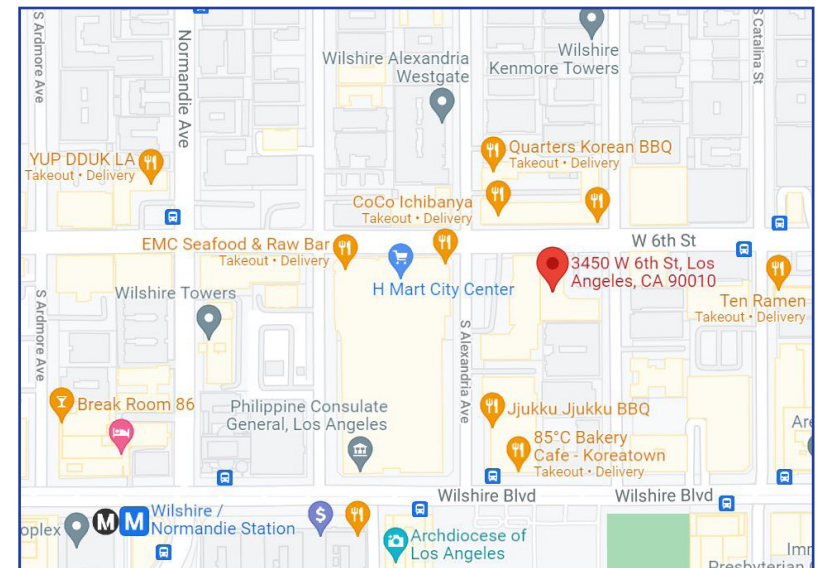 S Ardmore Ave
Normandie Ave
S Catalina St
Wilshire Alexandria
Westgate
Wilshire
Kenmore Towers
YUP DDUK LA
Takeout • Delivery
Quarters Korean BBQ
Takeout • Delivery
CoCo Ichibanya
Takeout • Delivery
EMC Seafood & Raw Bar
Takeout • Delivery
W 6th St
H Mart City Center
3450 W 6th St, Los
Angeles, CA 90010
Wilshire Towers
Ten Ramen
Takeout • Delivery
S Ardmore Ave
S Alexandria Ave
Break Room 86
Philippine Consulate
General, Los Angeles
Jjukku Jjukku BBQ
85°C Bakery
Cafe - Koreatown
Takeout • Delivery
Are
Wilshire Blvd
Wilshire Blvd
oplex
M
M
Wilshire /
Normandie Station
$
Archdiocese of
Los Angeles
Imm